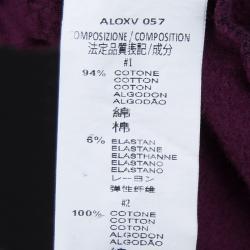 ALOXV 057
COMPOSIZIONE / COMPOSITION
法定品質表記/成分
#1
94% COTONE
COTTON
COTON
ALGODON
ALGODÃO
綿
棉
6% ELASTAN
ELASTANE
ELASTHANNE
ELASTANO
ELASTANO
レーヨン
弹性纤维
#2
100% COTONE
COTTON
COTON
ALGODON
ALGODÃO